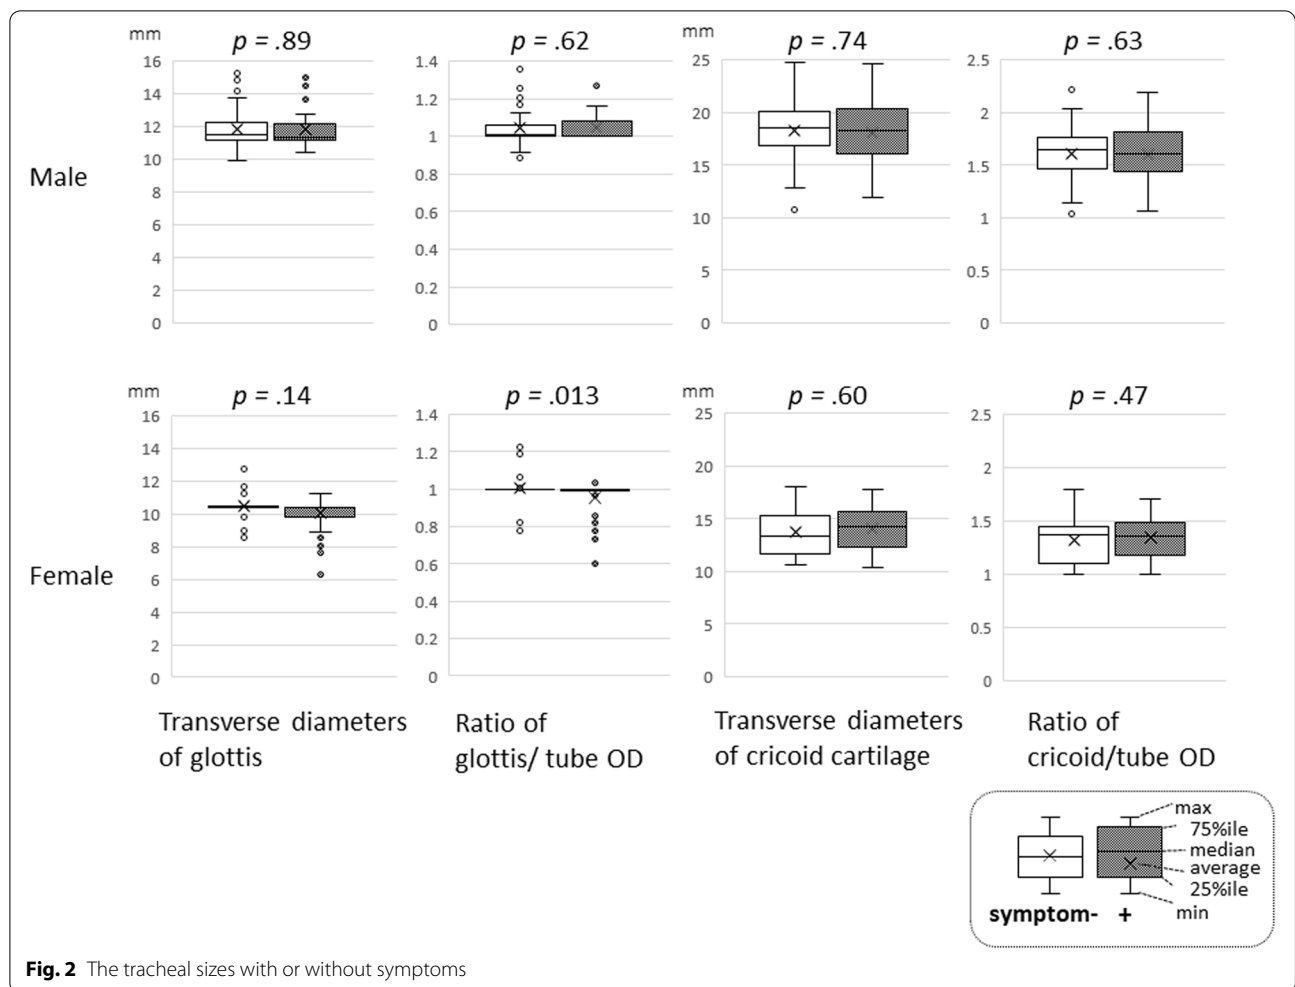 mm
p = .89
16
14
12
10
8
6
4
2
0
p = .62
1.4
1.2
1
0.8
0.6
0.4
0.2
0
mm
p = .74
25
20
15
10
5
0
p = .63
2.5
2
1.5
1
0.5
0
Male
mm
p = .14
16
14
12
10
8
6
4
2
0
p = .013
1.4
1.2
1
0.8
0.6
0.4
0.2
0
mm
p = .60
25
20
15
10
5
0
p = .47
2.5
2
1.5
1
0.5
0
Female
Transverse diameters
of glottis
Ratio of
glottis/ tube OD
Transverse diameters
of cricoid cartilage
Ratio of
cricoid/tube OD
max
75%ile
median
average
25%ile
min
symptom- +
Fig. 2 The tracheal sizes with or without symptoms